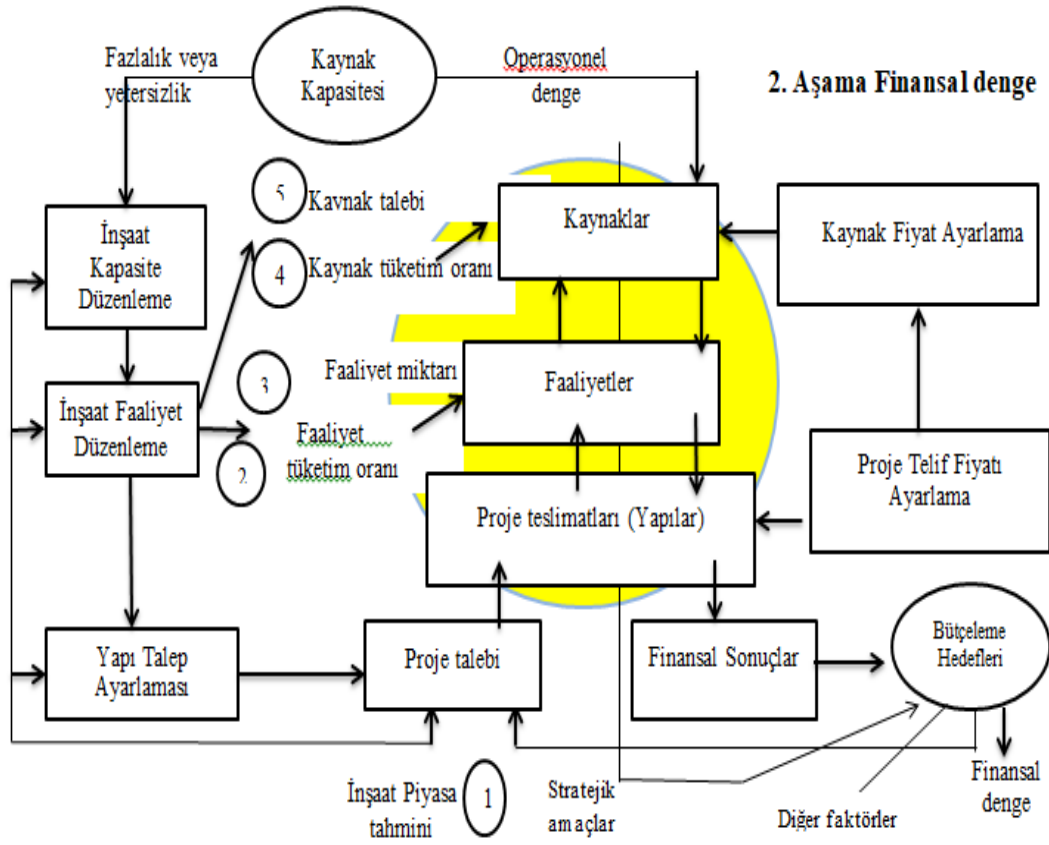 Fazlalık veya
yetersizlik
Kaynak
Kapasitesi
Operasyonel
denge
2. Aşama Finansal denge
5
Kaynak talebi
4
Kaynak tüketim oranı
İnşaat
Kapasite
Düzenleme
Kaynaklar
Kaynak Fiyat Ayarlama
3
Faaliyet miktarı
Faaliyetler
İnşaat Faaliyet
Düzenleme
2
Faaliyet
tüketim oranı
Proje Telif Fiyatı
Ayarlama
Proje teslimatları (Yapılar)
Yapı Talep
Ayarlaması
Proje talebi
Finansal Sonuçlar
Bütçeleme
Hedefleri
İnşaat Piyasa
tahmini
1
Stratejik
amaçlar
Diğer faktörler
Finansal
denge